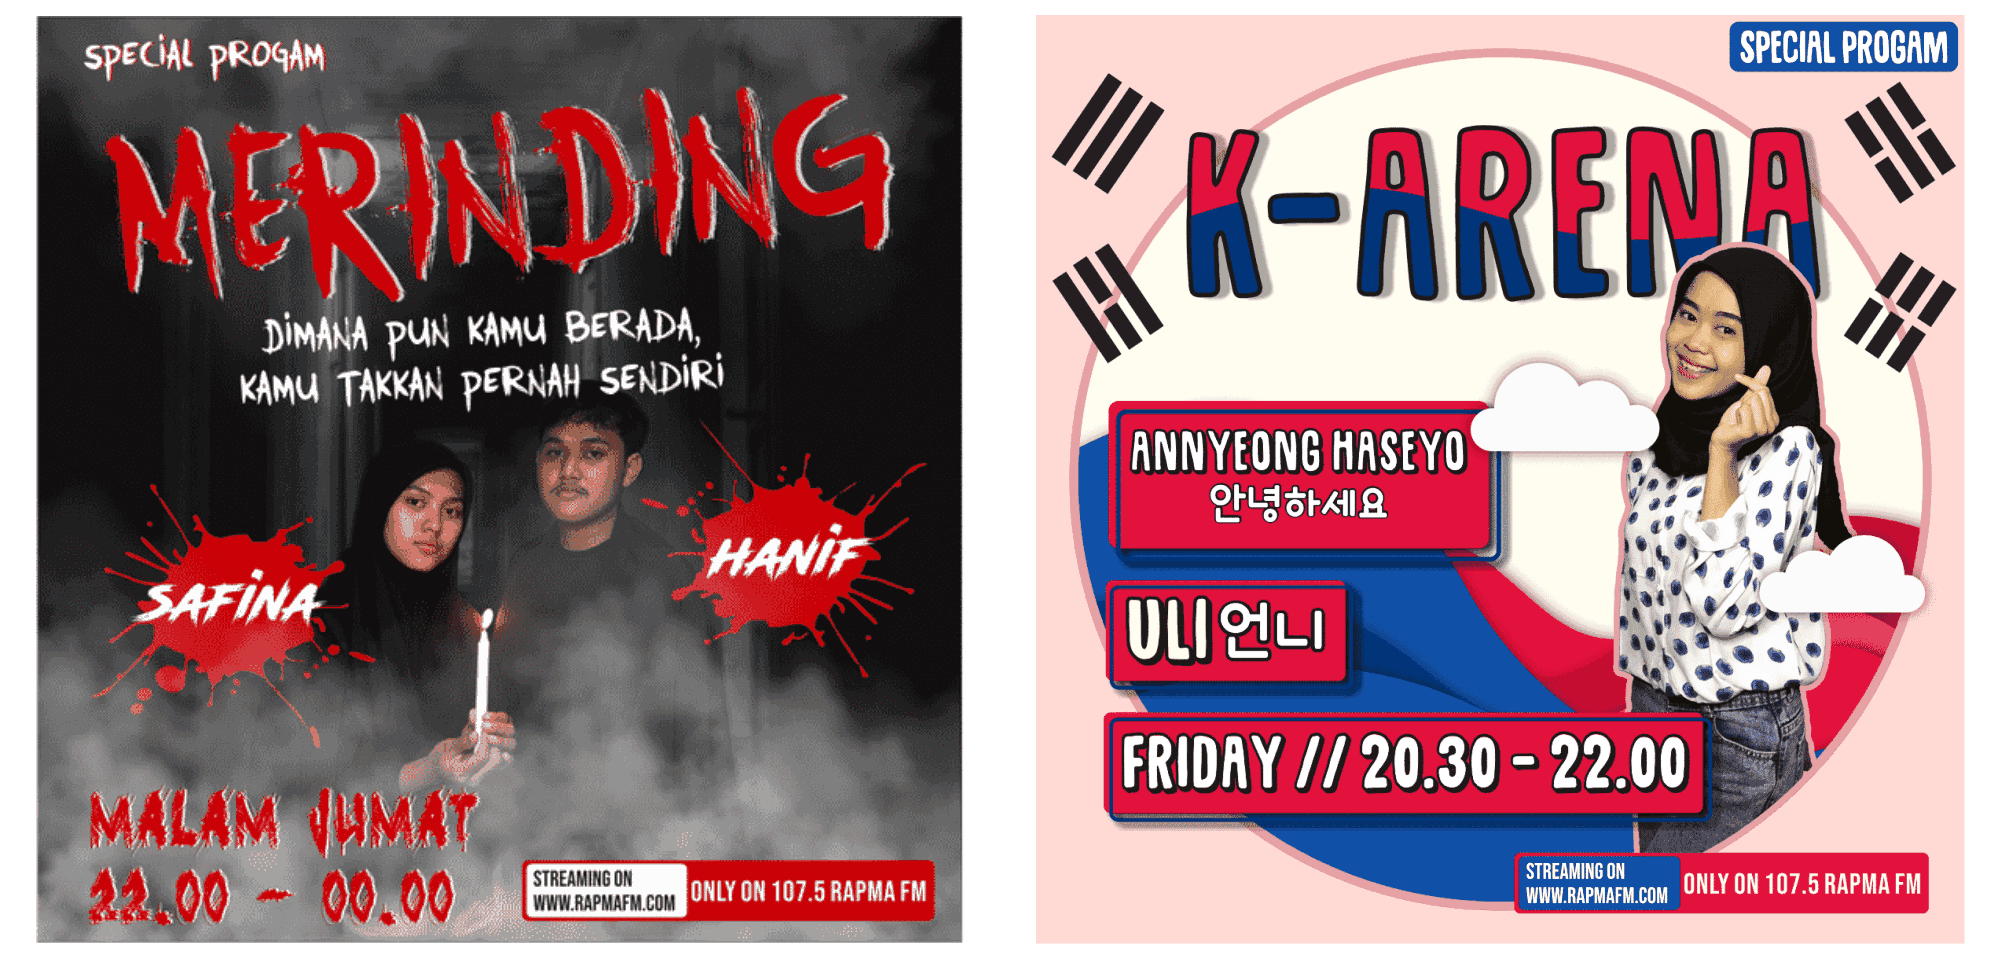 SPECiAL PROGAM
MERINDING
DiMANA PUN KAMU BERADA,
KAMU TAKKAN PERNAH SENDiRi
SAFiNA
HANiF
MALAM JUMAT
22.00 - 00.00
STREAMING ON
WWW.RAPMAFM.COM
ONLY ON 107.5 RAPMA FM
SPECIAL PROGAM
K-ARENA
ANNYEONG HASEYO
안녕하세요
ULI언니
FRIDAY // 20.30 - 22.00
STREAMING ON
WWW.RAPMAFM.COM
ONLY ON 107.5 RAPMA FM